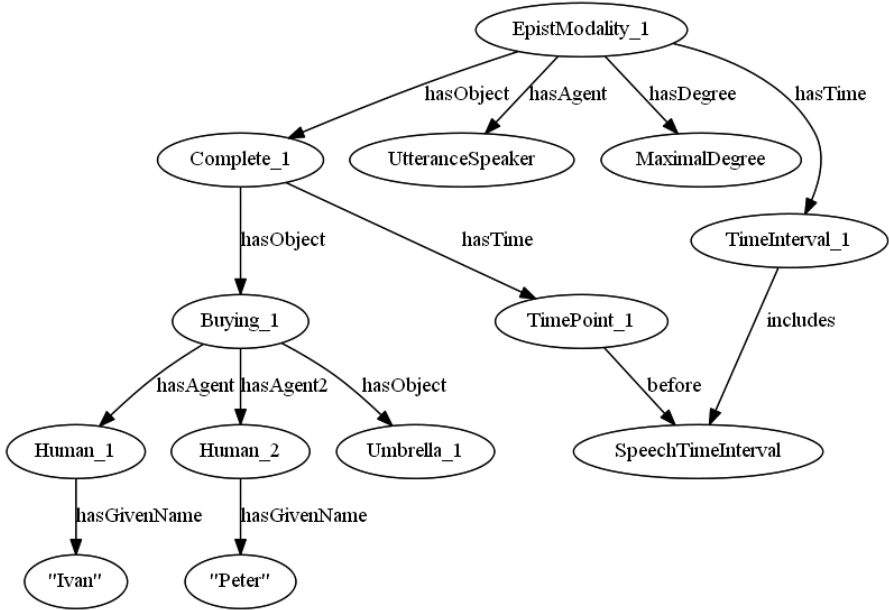 EpistModality_1
hasObject
hasAgent
hasDegree
hasTime
Complete_1
UtteranceSpeaker
MaximalDegree
hasObject
hasTime
TimeInterval_1
Buying_1
TimePoint_1
includes
hasAgent
hasAgent2
hasObject
before
Human_1
Human_2
Umbrella_1
SpeechTimeInterval
hasGivenName
hasGivenName
"Ivan"
"Peter"